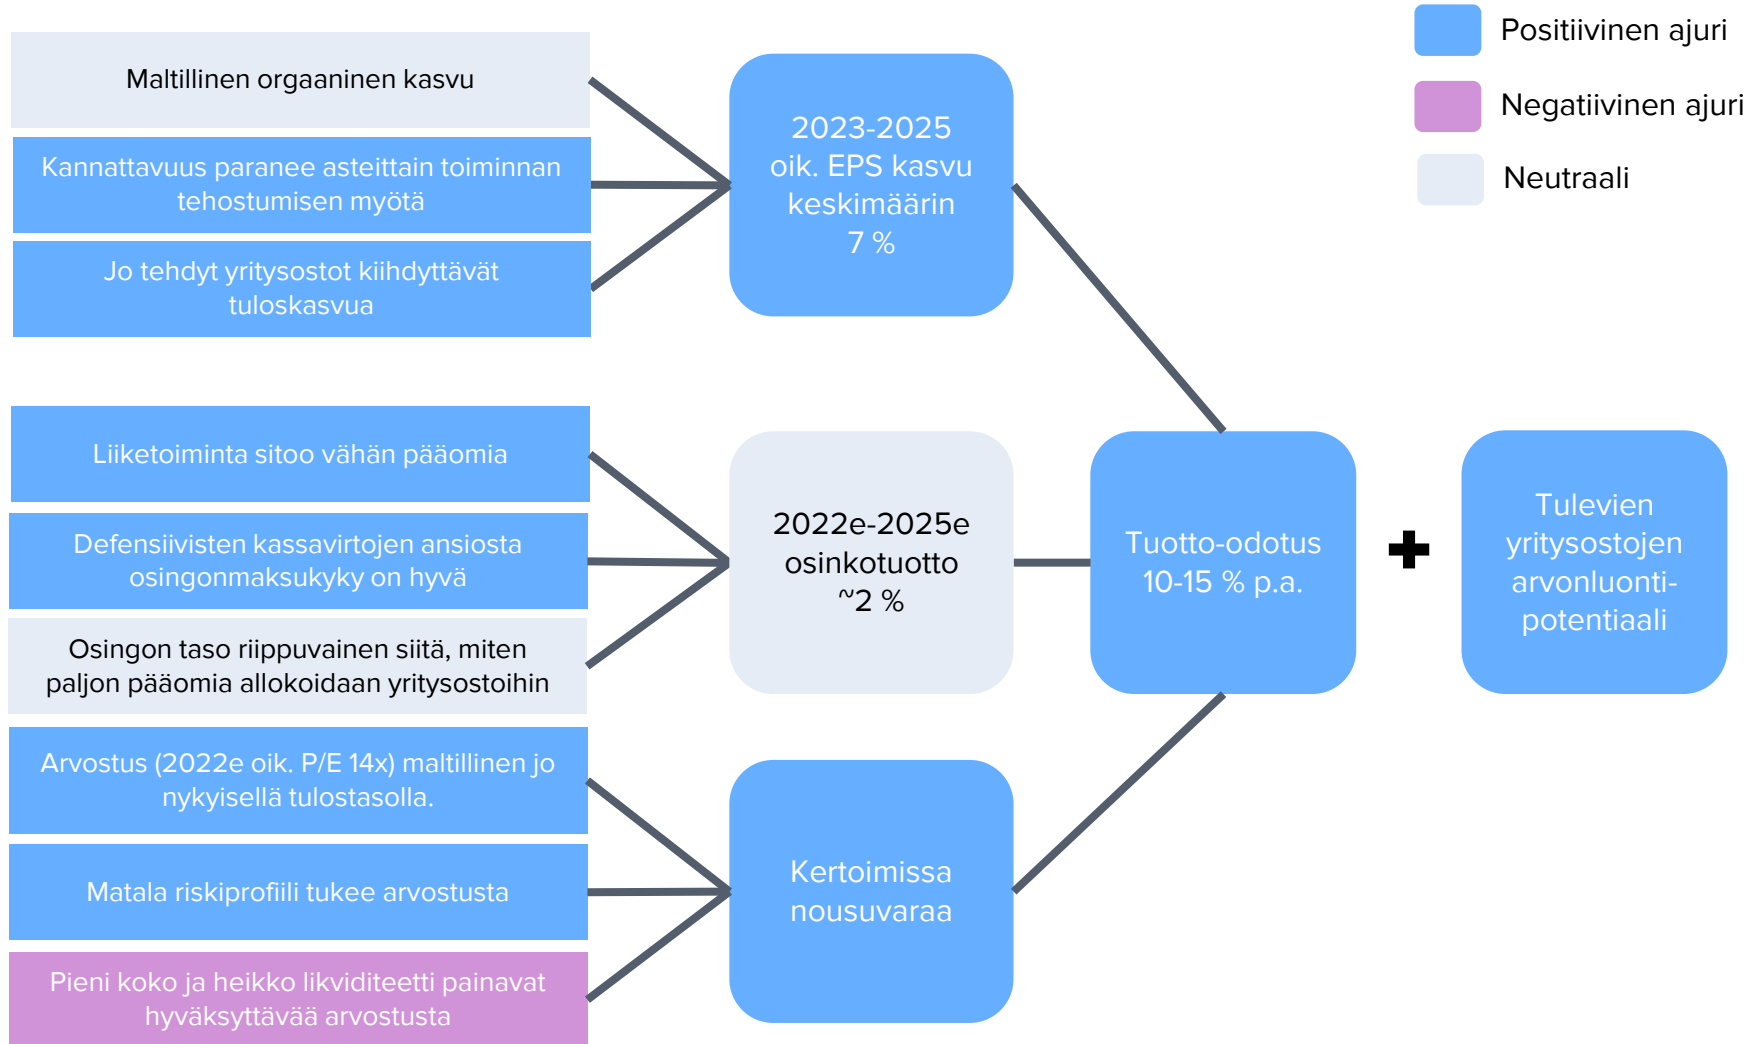 Maltillinen orgaaninen kasvu
Kannattavuus paranee asteittain toiminnan
tehostumisen myötä
Jo tehdyt yritysostot kiihdyttävät
tuloskasvua
2023-2025
oik. EPS kasvu
keskimäärin
7 %
Positiivinen ajuri
Negatiivinen ajuri
Neutraali
Liiketoiminta sitoo vähän pääomia
Defensiivisten kassavirtojen ansiosta
osingonmaksukyky on hyvä
Osingon taso riippuvainen siitä, miten
paljon pääomia allokoidaan yritysostoihin
2022e-2025e
osinkotuotto
~2 %
Tuotto-odotus
10-15 % p.a.
+
Tulevien
yritysostojen
arvonluonti-
potentiaali
Arvostus (2022e oik. P/E 14x) maltillinen jo
nykyisellä tulostasolla.
Matala riskiprofiili tukee arvostusta
Pieni koko ja heikko likviditeetti painavat
hyväksyttävää arvostusta
Kertoimissa
nousuvaraa